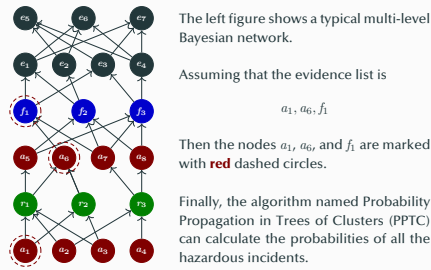 e5 e6 e7
The left figure shows a typical multi-level
Bayesian network.
e1 e2 e3 e4
Assuming that the evidence list is
a1, a6, f1
f1 f2 f3
Then the nodes a1, a6, and f1 are marked
with red dashed circles.
a5 a6 a7 a8
r1 r2 r3
Finally, the algorithm named Probability
Propagation in Trees of Clusters (PPTC)
can calculate the probabilities of all the
hazardous incidents.
a1 a2 a3 a4